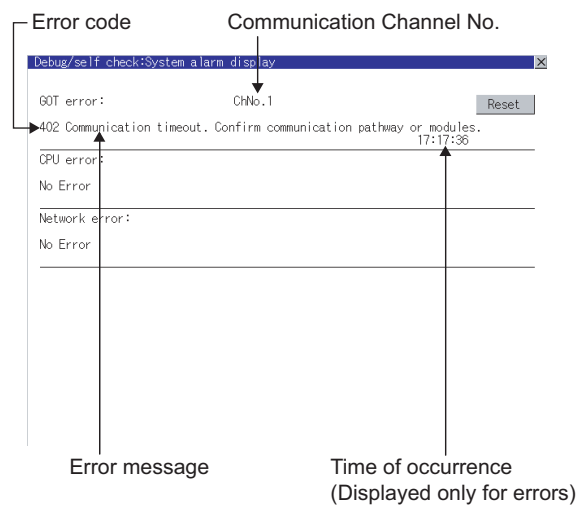 Error code
Communication Channel No.
Debug/self check:System alarm display
GOT error:
ChNo.1
Reset
402 Communication timeout. Confirm communication pathway or modules.
17:17:36
CPU error:
No Error
Network error:
No Error
Error message
Time of occurrence
(Displayed only for errors)